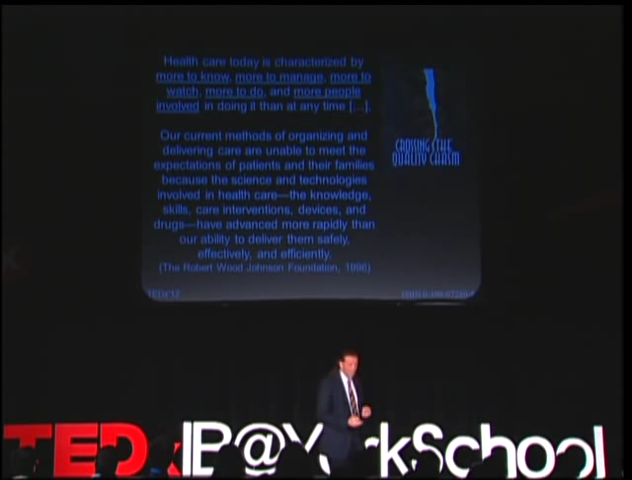 Health care today is characterized by
more to know, more to manage, more to
watch, more to do, and more people
involved in doing it than at any time [...].
Our current methods of organizing and
delivering care are unable to meet the
expectations of patients and their families
because the science and technologies
involved in health care—the knowledge,
skills, care interventions, devices, and
drugs—have advanced more rapidly than
our ability to deliver them safely,
effectively, and efficiently.
(The Robert Wood Johnson Foundation, 1996)
CROSSING THE
QUALITY CHASM
TEDx'12
TEDxIB@YorkSchool